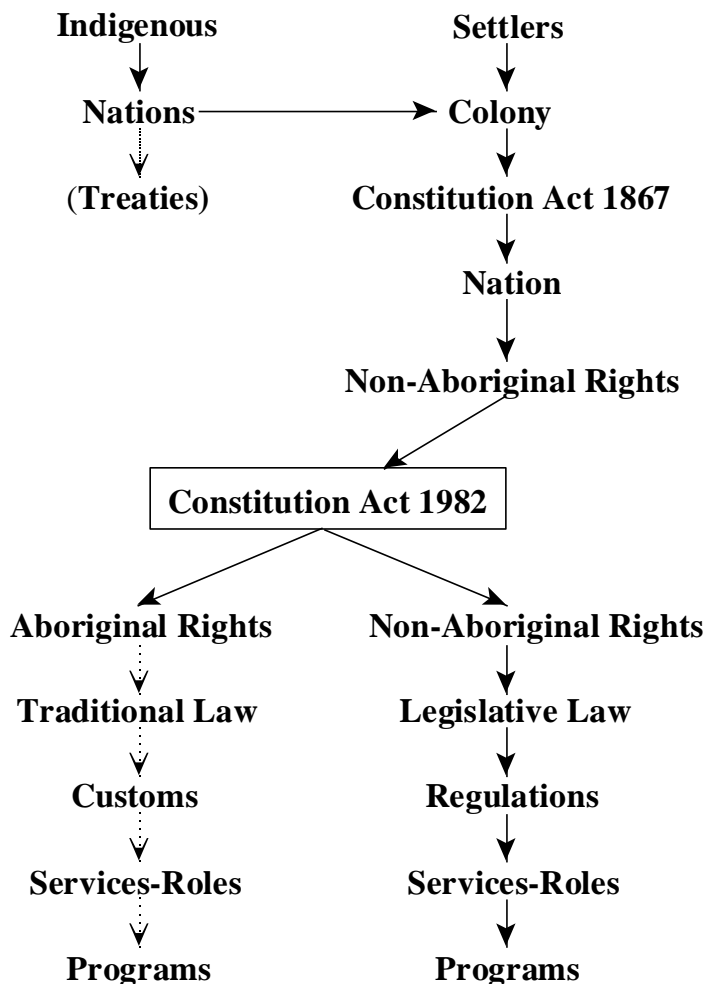 Indigenous Settlers
Nations Colony
(Treaties) Constitution Act 1867
Nation
Non-Aboriginal Rights
Constitution Act 1982
Aboriginal Rights Non-Aboriginal Rights
Traditional Law Legislative Law
Customs Regulations
Services-Roles Services-Roles
Programs Programs